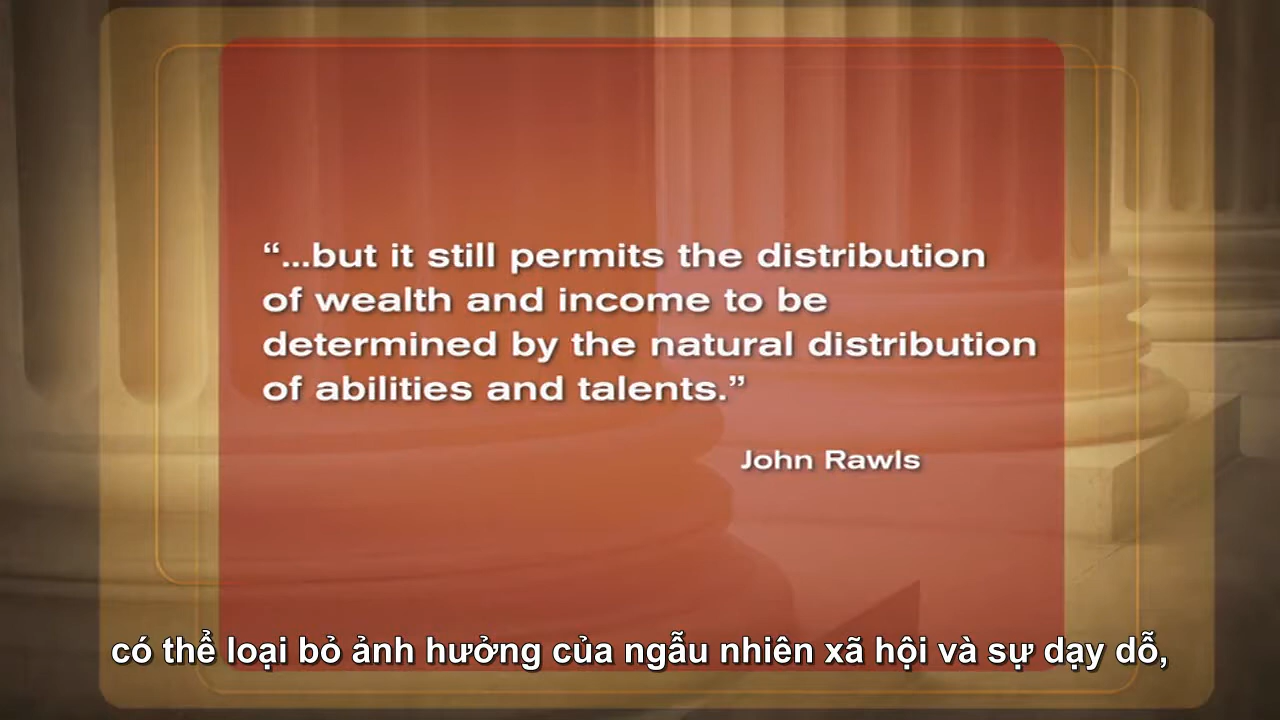 “...but it still permits the distribution
of wealth and income to be
determined by the natural distribution
of abilities and talents.”
John Rawls
có thể loại bỏ ảnh hưởng của ngẫu nhiên xã hội và sự dạy dỗ,